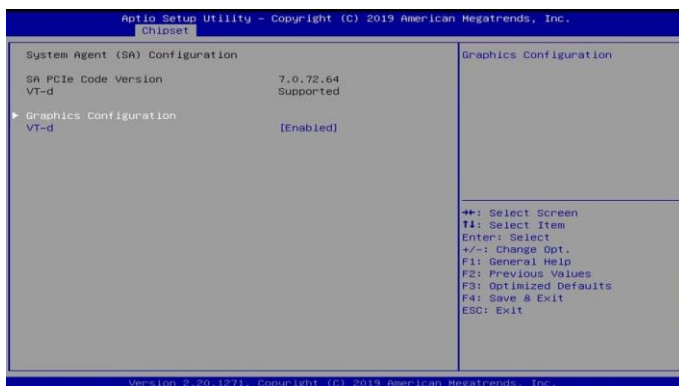 Aptio Setup Utility – Copyright (C) 2019 American Megatrends, Inc.
Chipset
System Agent (SA) Configuration
SA PCIe Code Version 7.0.72.64
VT-d Supported
▶ Graphics Configuration
VT-d [Enabled]
Graphics Configuration
→←: Select Screen
↑↓: Select Item
Enter: Select
+/-: Change Opt.
F1: General Help
F2: Previous Values
F3: Optimized Defaults
F4: Save & Exit
ESC: Exit
Version 2.20.1271. Copyright (C) 2019 American Megatrends, Inc.